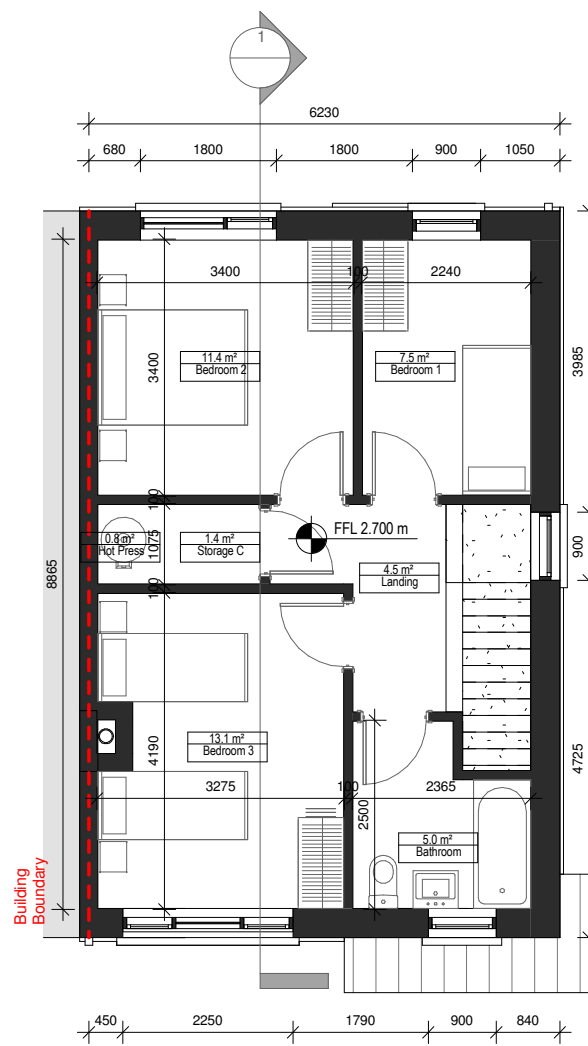 1
6230
680
1800
1800
900
1050
3400
100
2240
11.4 m²
Bedroom 2
7.5 m²
Bedroom 1
3400
3985
100
0.8 m²
Hot Press
1075
1.4 m²
Storage C
FFL 2.700 m
4.5 m²
Landing
900
8865
100
13.1 m²
Bedroom 3
4190
4725
3275
100
2365
2500
5.0 m²
Bathroom
Building
Boundary
450
2250
1790
900
840